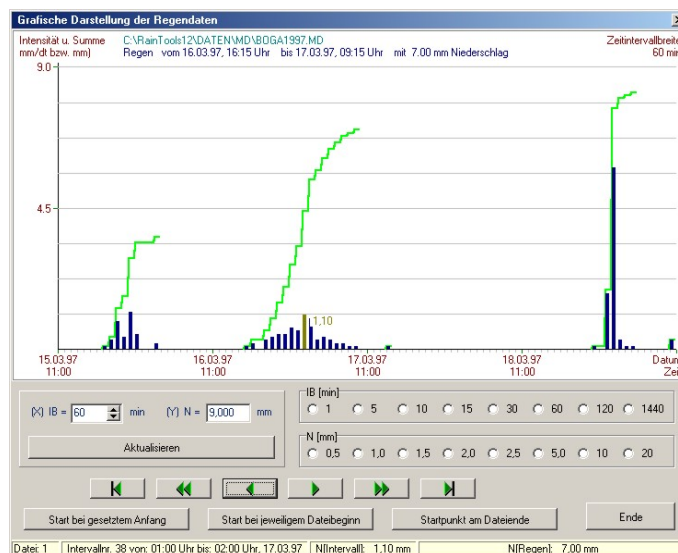 Grafische Darstellung der Regendaten
Intensität u. Summe C:\RainTools12\DATEN\MD\BOGA1997.MD Zeitintervallbreite
mm/dt bzw. mm) Regen vom 16.03.97, 16:15 Uhr bis 17.03.97, 09:15 Uhr mit 7.00 mm Niederschlag 60 min
9.0
4.5
1,10
15.03.97 16.03.97 17.03.97 18.03.97 Datum
11:00 11:00 11:00 11:00 Zei
IB [min]
(X) IB = 60 min (Y) N = 9,000 mm
1 5 10 15 30 60 120 1440
Aktualisieren
N [mm]
0,5 1,0 1,5 2,0 2,5 5,0 10 20
Start bei gesetztem Anfang Start bei jeweiligem Dateibeginn Startpunkt am Dateiende Ende
Datei: 1 Intervallnr. 38 von: 01:00 Uhr bis: 02:00 Uhr, 17.03.97 N[Intervall]: 1,10 mm N[Regen]: 7,00 mm